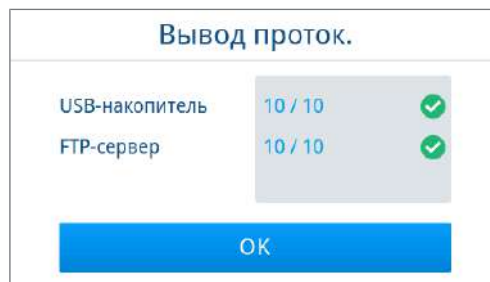 Вывод проток.
USB-накопитель 10 / 10
FTP-сервер 10 / 10
OK